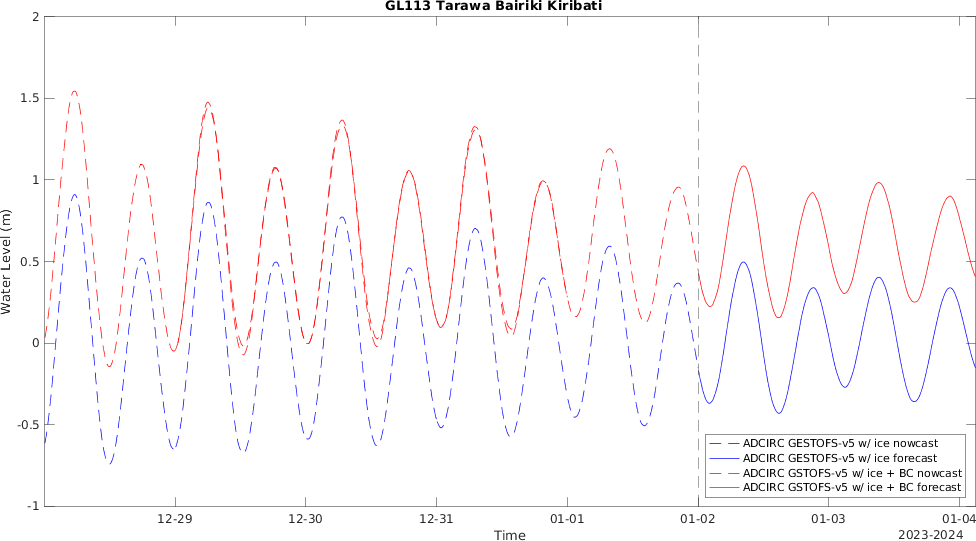 GL113 Tarawa Bairiki Kiribati
2
1.5
1
0.5
0
-0.5
-1
Water Level (m)
12-29
12-30
12-31
01-01
01-02
01-03
01-04
Time
2023-2024
ADCIRC GESTOFS-v5 w/ ice nowcast
ADCIRC GESTOFS-v5 w/ ice forecast
ADCIRC GSTOFS-v5 w/ ice + BC nowcast
ADCIRC GSTOFS-v5 w/ ice + BC forecast